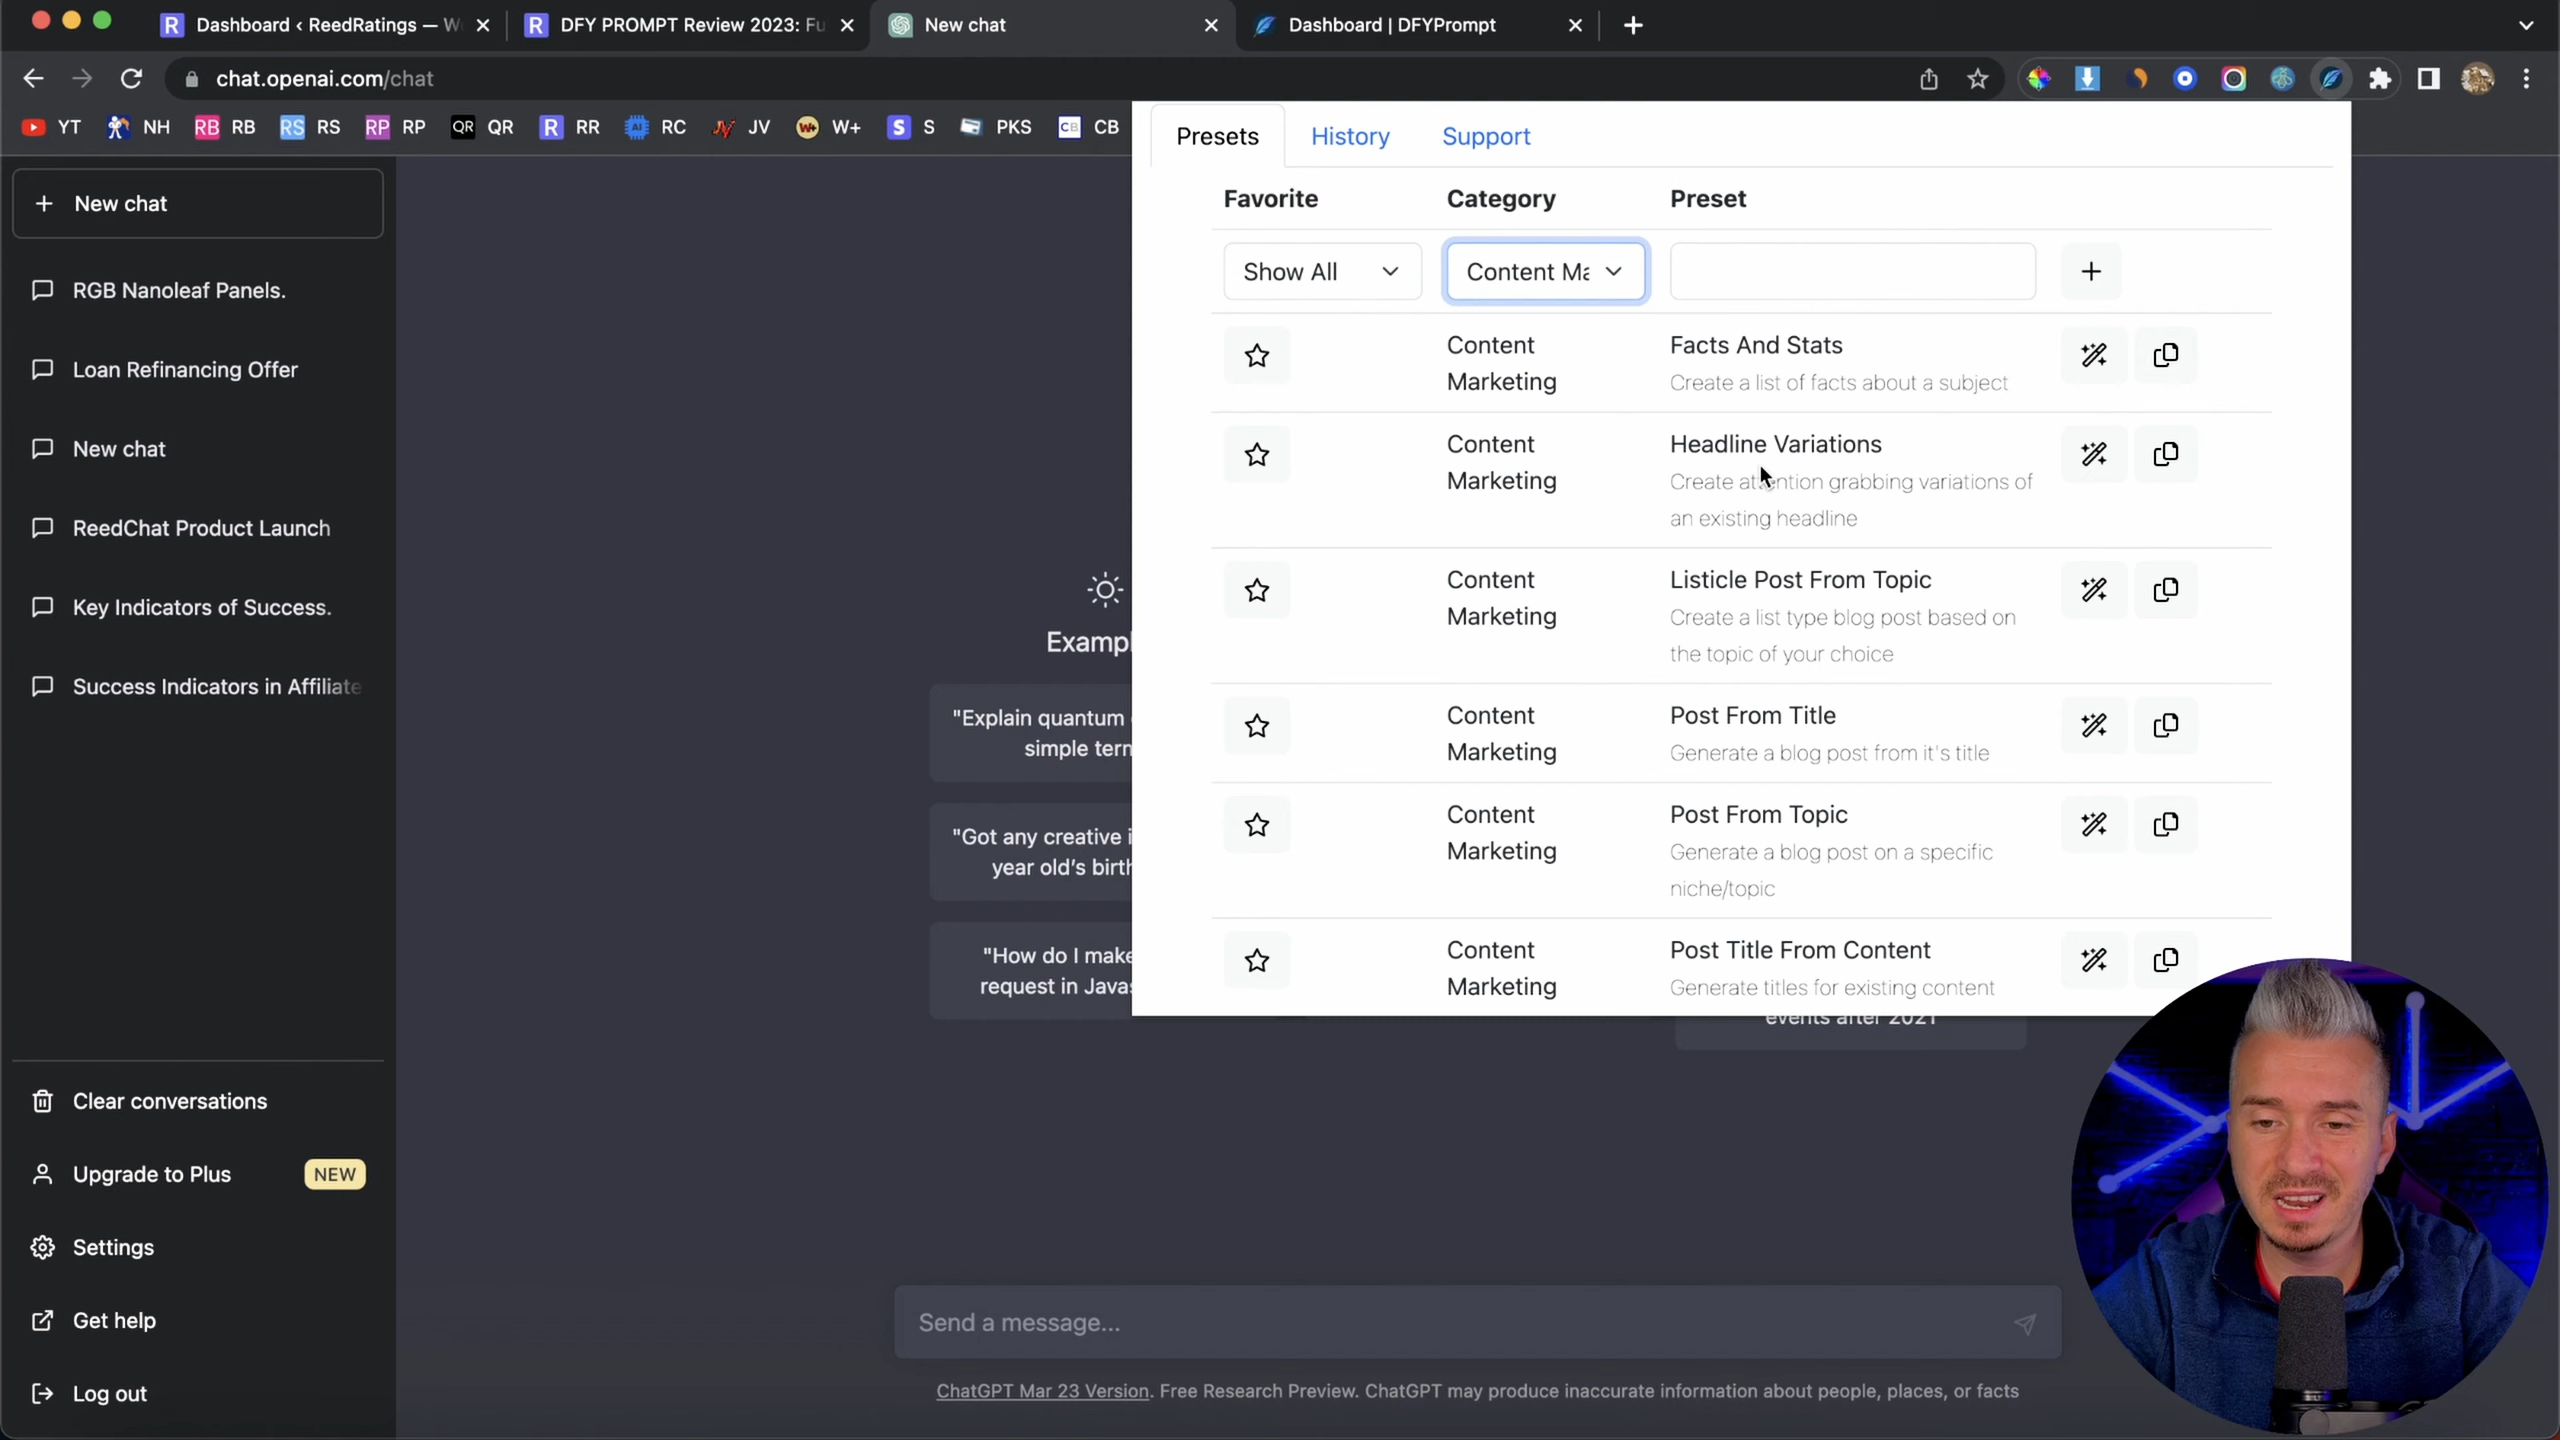 Dashboard ‹ ReedRatings — W
DFY PROMPT Review 2023: Fu
New chat
Dashboard | DFYPrompt
chat.openai.com/chat
YT
NH
RB RB
RS RS
RP RP
QR QR
R RR
AI RC
JV JV
W+ W+
S S
PKS
CB CB
New chat
RGB Nanoleaf Panels.
Loan Refinancing Offer
New chat
ReedChat Product Launch
Key Indicators of Success.
Success Indicators in Affiliate
Clear conversations
Upgrade to Plus NEW
Settings
Get help
Log out
Exampl
"Explain quantum
simple tern
"Got any creative i
year old's birth
"How do I make
request in Javas
Presets History Support
Favorite Category Preset
Show All Content Ma
Content Marketing
Facts And Stats
Create a list of facts about a subject
Content Marketing
Headline Variations
Create attention grabbing variations of
an existing headline
Content Marketing
Listicle Post From Topic
Create a list type blog post based on
the topic of your choice
Content Marketing
Post From Title
Generate a blog post from it's title
Content Marketing
Post From Topic
Generate a blog post on a specific
niche/topic
Content Marketing
Post Title From Content
Generate titles for existing content
events after 2021
Send a message...
ChatGPT Mar 23 Version. Free Research Preview. ChatGPT may produce inaccurate information about people, places, or facts